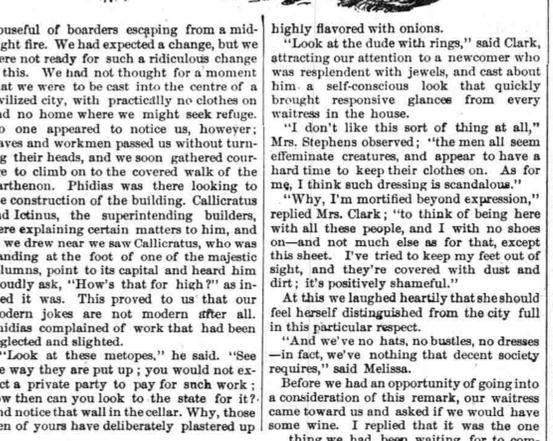 ouseful of boarders escaping from a mid-
ght fire. We had expected a change, but we
ere not ready for such a ridiculous change
this. We had not thought for a moment
at we were to be cast into the centre of a
vilized city, with practically no clothes on
nd no home where we might seek refuge.
o one appeared to notice us, however;
aves and workmen passed us without turn-
g their heads, and we soon gathered cour-
ge to climb on to the covered walk of the
arthenon. Phidias was there looking to
e construction of the building. Callicratus
nd Ictinus, the superintending builders,
ere explaining certain matters to him, and
we drew near we saw Callicratus, who was
anding at the foot of one of the majestic
lumns, point to its capital and heard him
oudly ask, "How's that for high?" as in-
ed it was. This proved to us that our
odern jokes are not modern after all.
hidias complained of work that had been
eglected and slighted.
"Look at these metopes," he said. "See
e way they are put up; you would not ex-
ct a private party to pay for such work;
ow then can you look to the state for it?
nd notice that wall in the cellar. Why, those
en of yours have deliberately plastered up
highly flavored with onions.
"Look at the dude with rings," said Clark,
attracting our attention to a newcomer who
was resplendent with jewels, and cast about
him a self-conscious look that quickly
brought responsive glances from every
waitress in the house.
"I don't like this sort of thing at all,"
Mrs. Stephens observed; "the men all seem
effeminate creatures, and appear to have a
hard time to keep their clothes on. As for
me, I think such dressing is scandalous."
"Why, I'm mortified beyond expression,"
replied Mrs. Clark; "to think of being here
with all these people, and I with no shoes
on—and not much else as for that, except
this sheet. I've tried to keep my feet out of
sight, and they're covered with dust and
dirt; it's positively shameful."
At this we laughed heartily that she should
feel herself distinguished from the city full
in this particular respect.
"And we've no hats, no bustles, no dresses
—in fact, we've nothing that decent society
requires," said Melissa.
Before we had an opportunity of going into
a consideration of this remark, our waitress
came toward us and asked if we would have
some wine. I replied that it was the one
thing we had been waiting for to com-